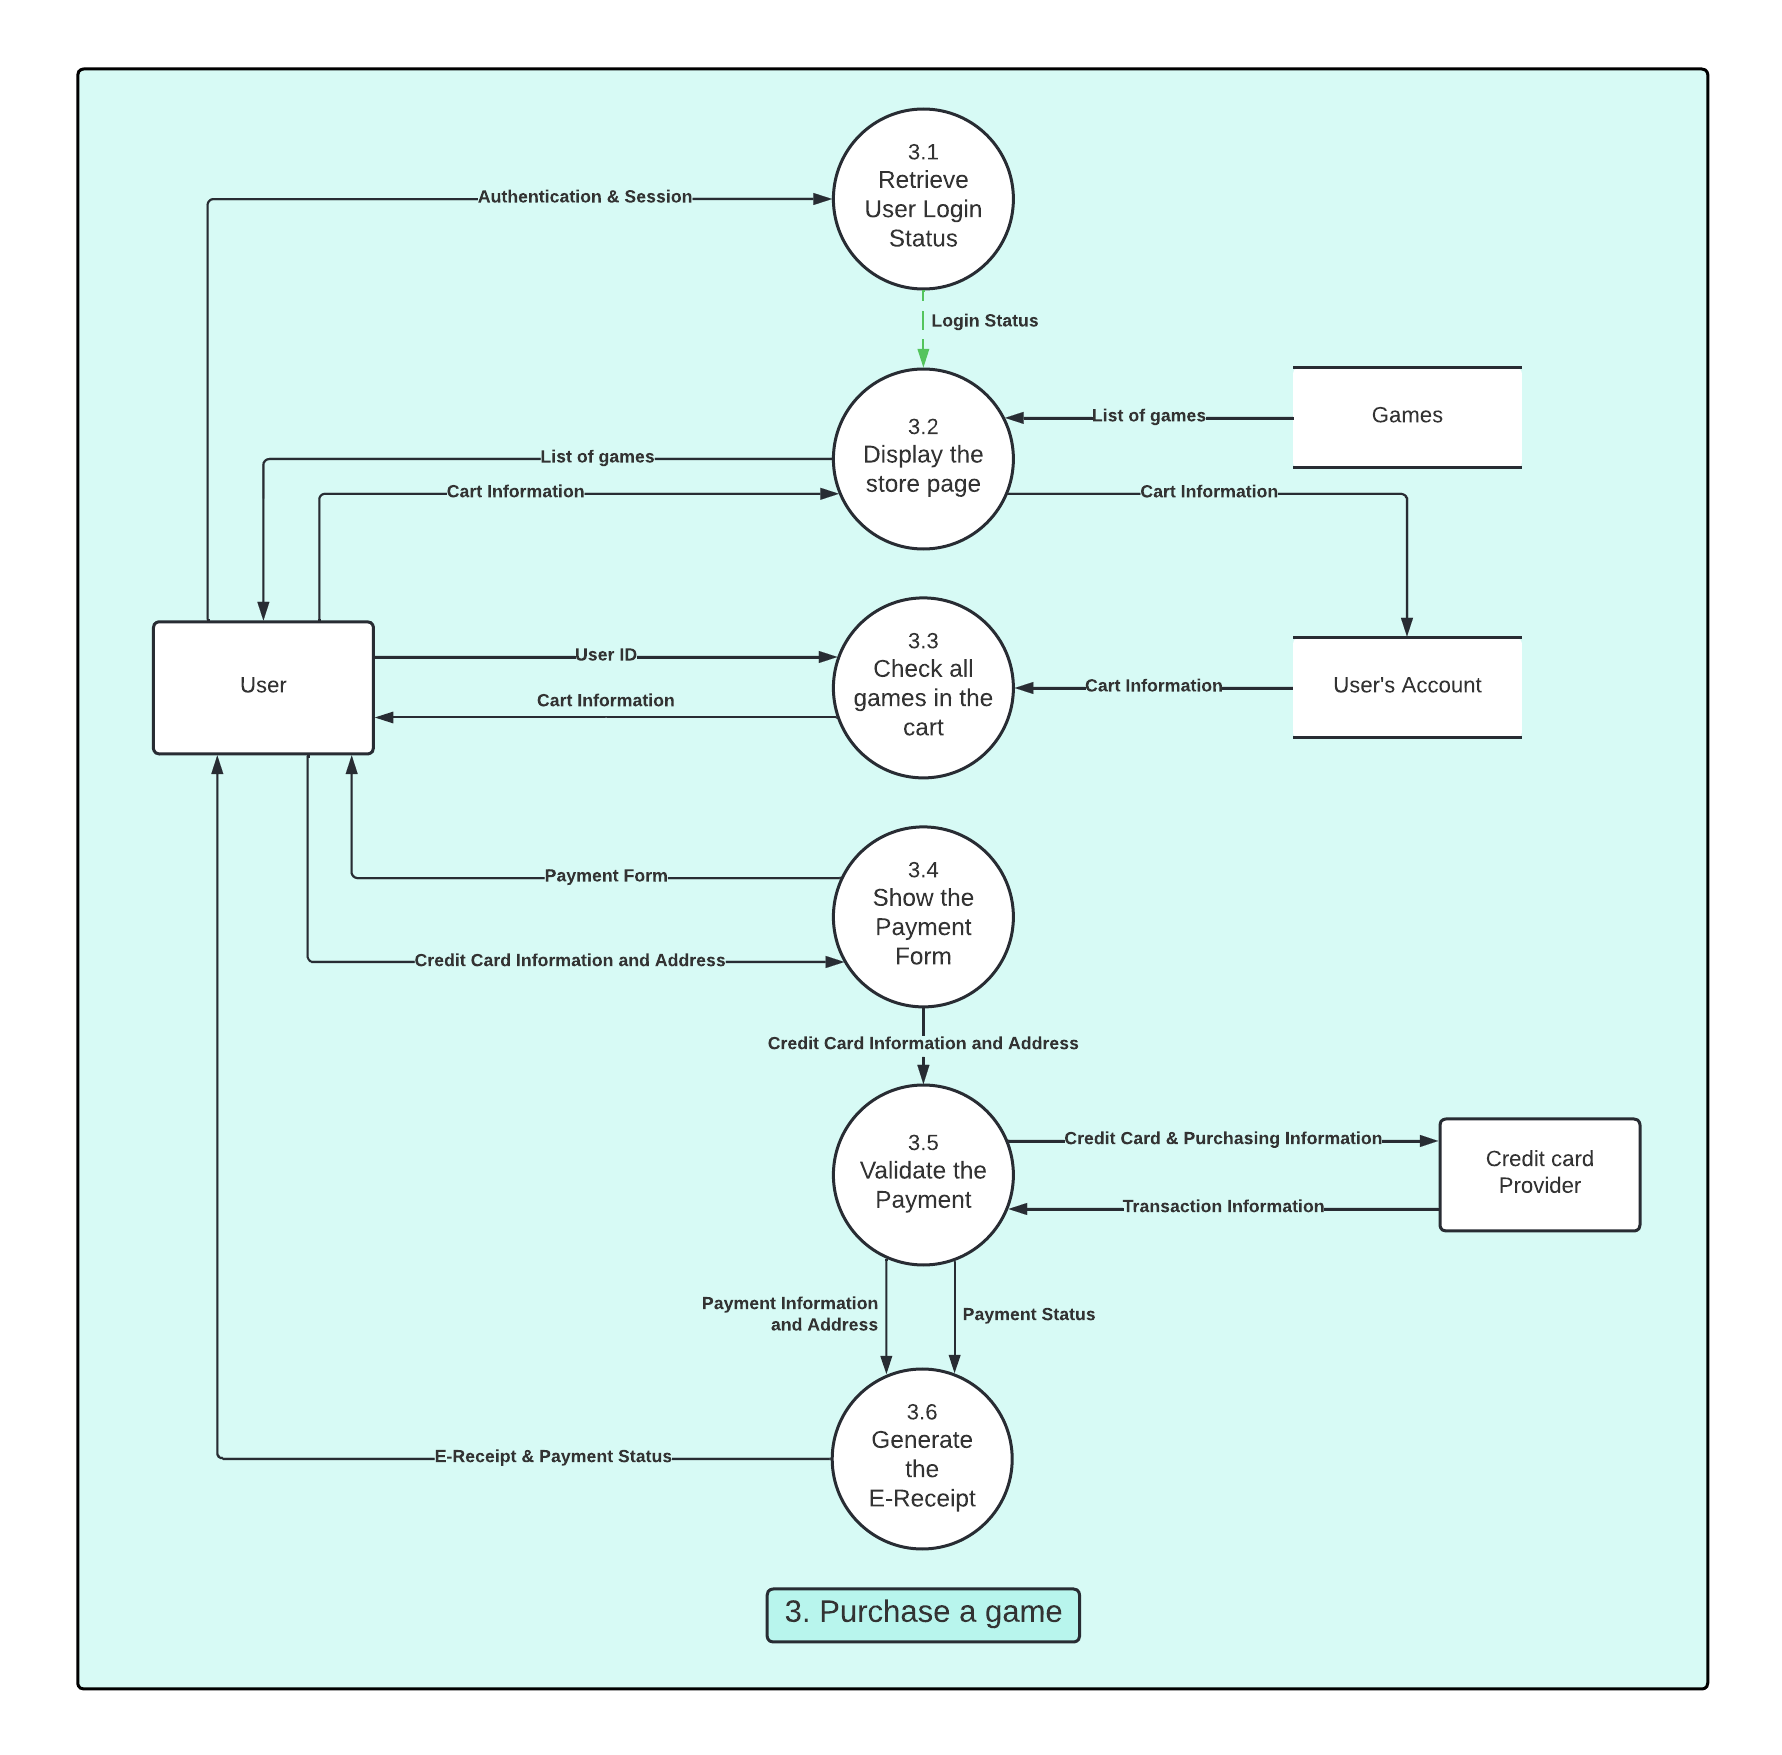 3.1
Retrieve
User Login
Status
Authentication & Session
Login Status
3.2
Display the
store page
List of games
Games
List of games
Cart Information
Cart Information
3.3
Check all
games in the
cart
User ID
User
Cart Information
Cart Information
User's Account
3.4
Show the
Payment
Form
Payment Form
Credit Card Information and Address
Credit Card Information and Address
3.5
Validate the
Payment
Credit Card & Purchasing Information
Credit card
Provider
Transaction Information
Payment Information
and Address
Payment Status
3.6
Generate
the
E-Receipt
E-Receipt & Payment Status
3. Purchase a game